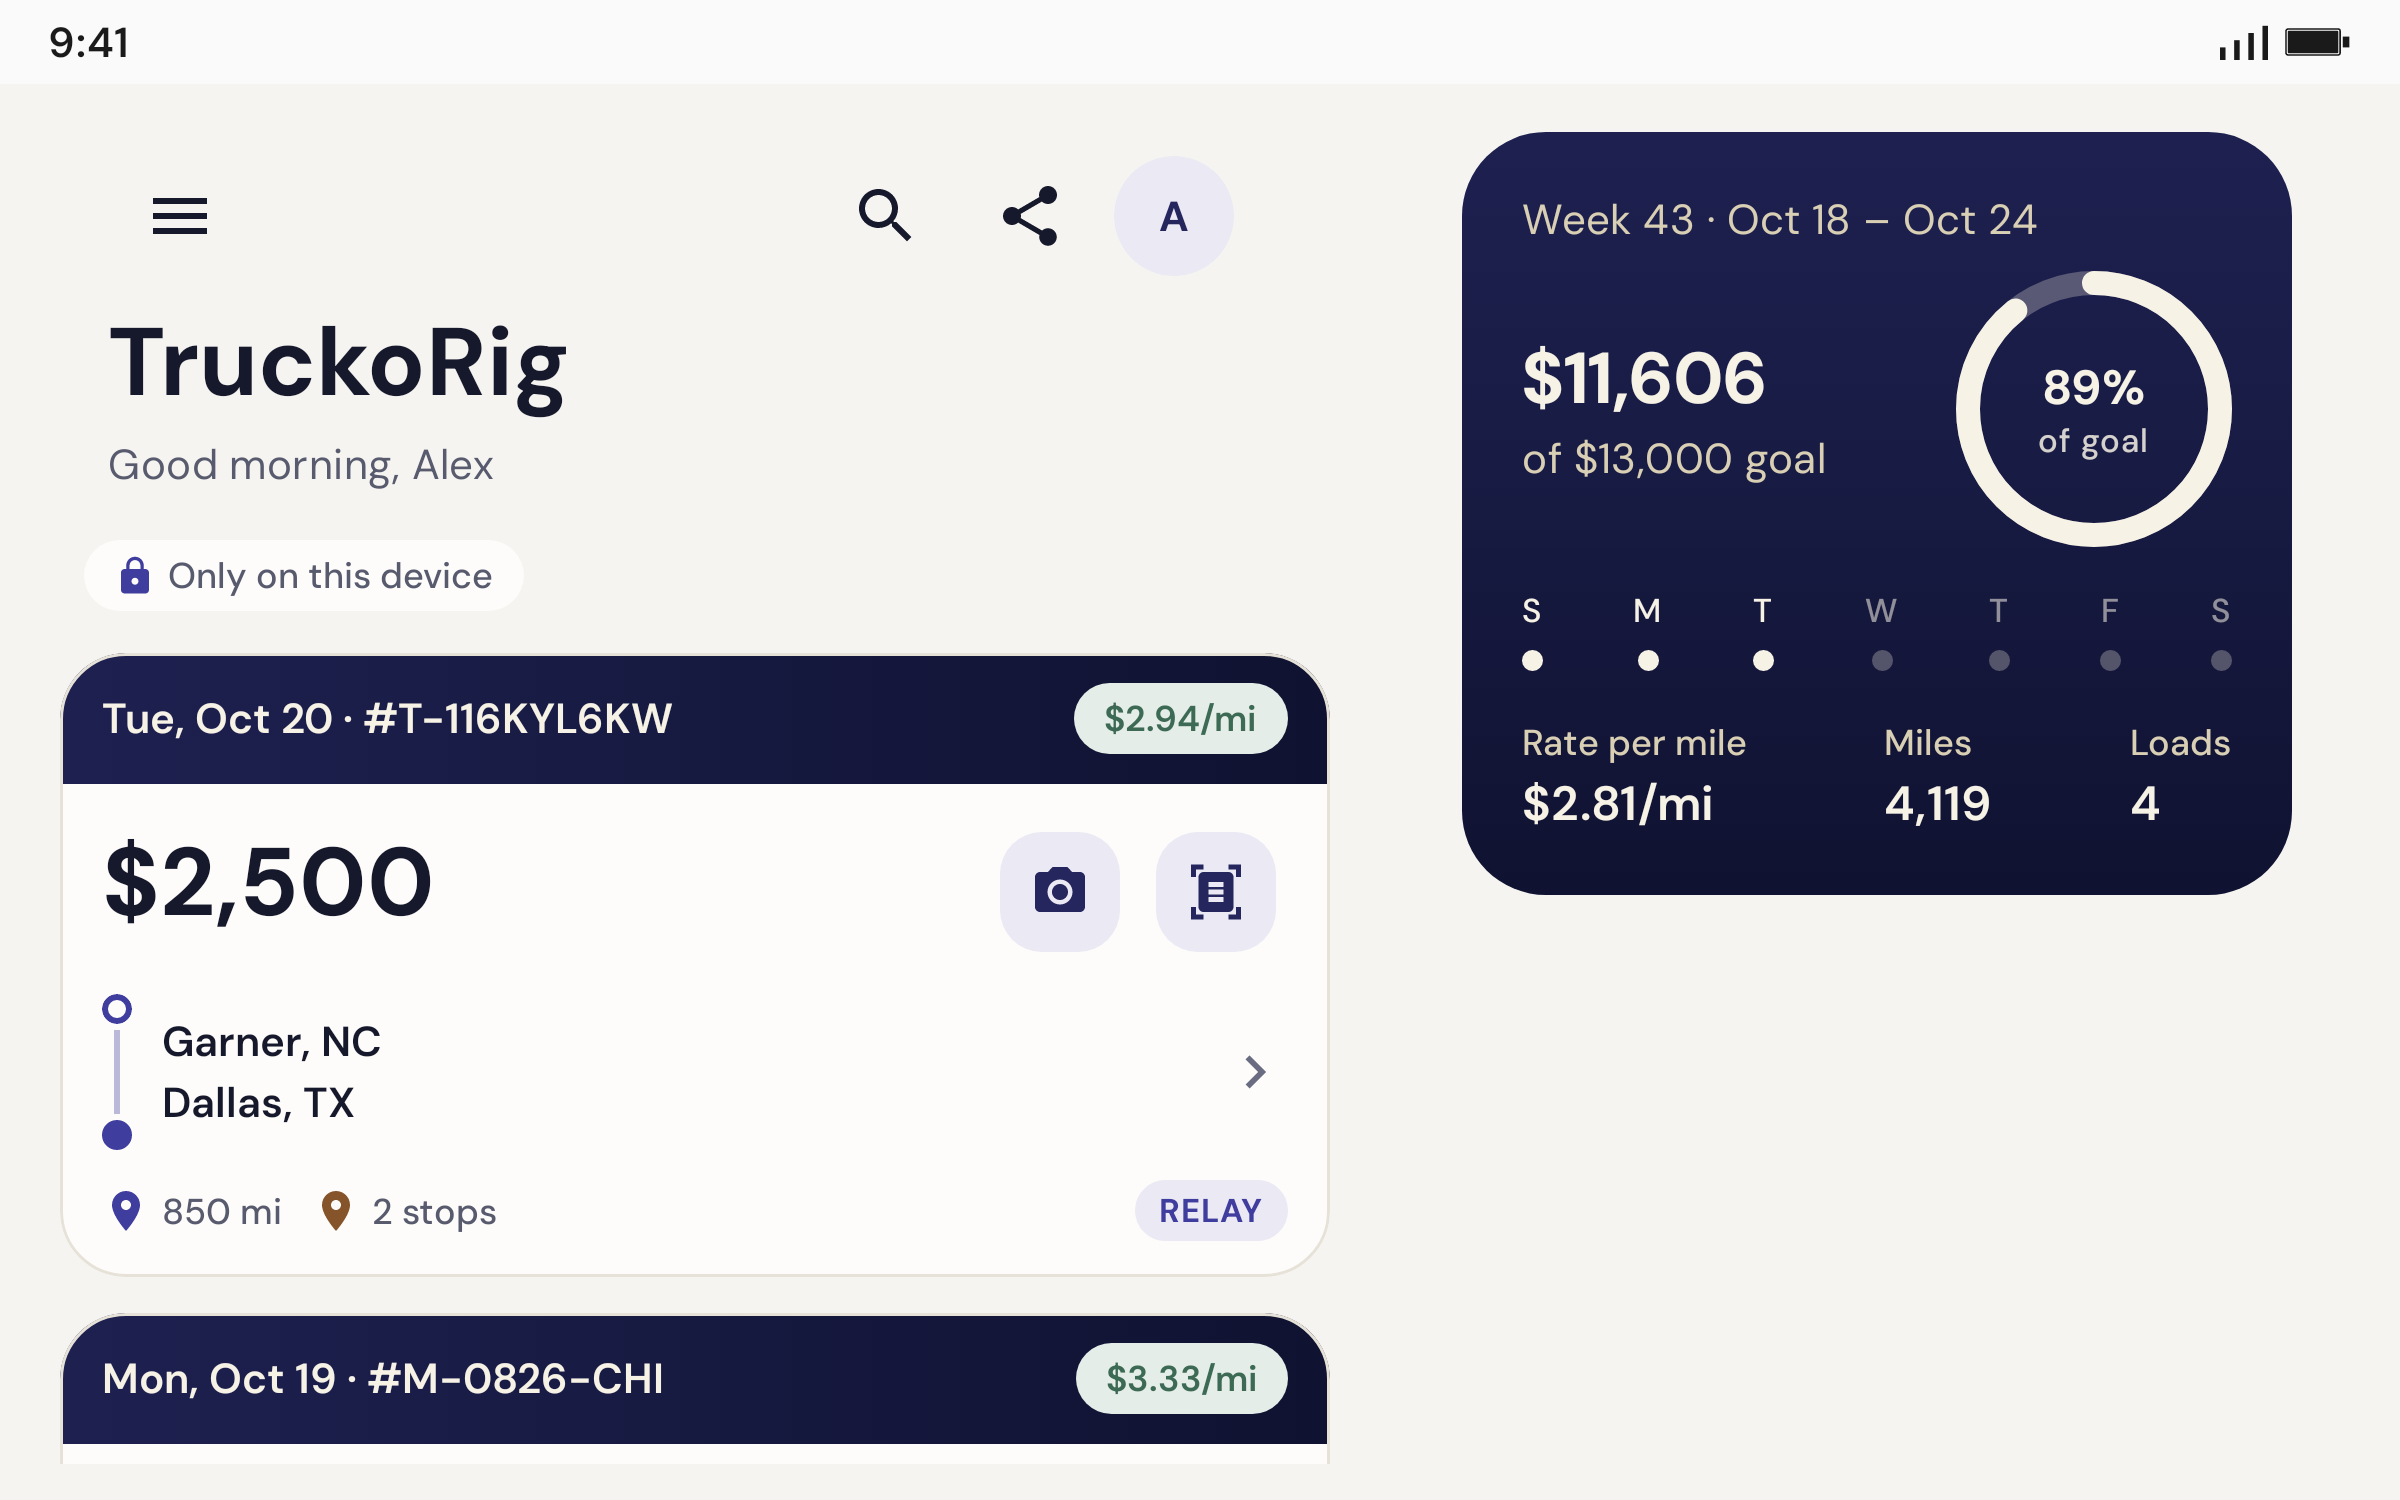 9:41
A
TruckoRig
Good morning, Alex
Only on this device
Tue, Oct 20 · #T-116KYL6KW
$2.94/mi
$2,500
Garner, NC
Dallas, TX
850 mi
2 stops
RELAY
Mon, Oct 19 · #M-0826-CHI
$3.33/mi
Week 43 · Oct 18 – Oct 24
$11,606
of $13,000 goal
89%
of goal
S M T W T F S
Rate per mile Miles Loads
$2.81/mi 4,119 4